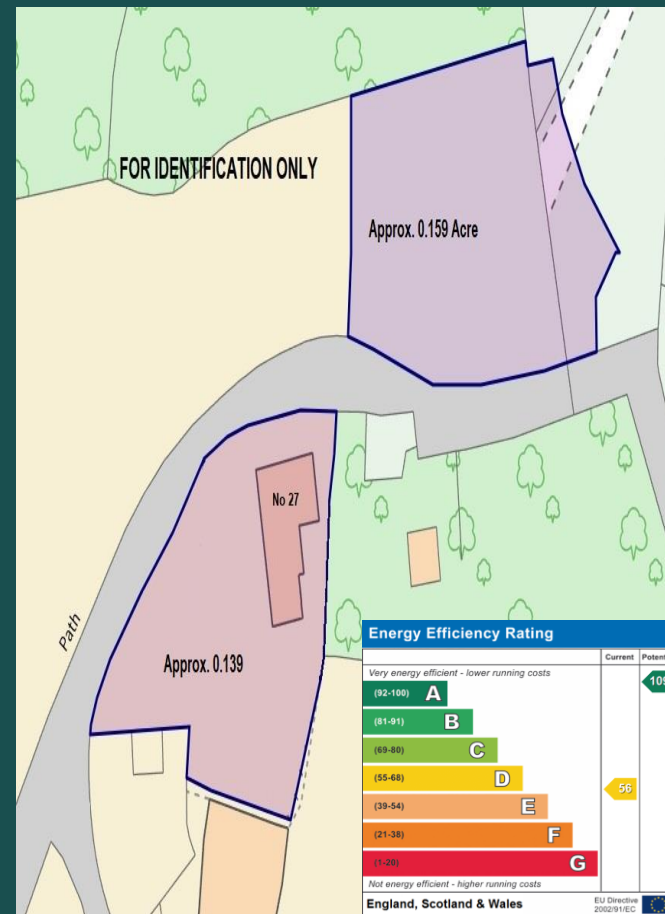 FOR IDENTIFICATION ONLY
Approx. 0.159 Acre
No 27
Path
Approx. 0.139
Energy Efficiency Rating
Current
Very energy efficient - lower running costs
(92-100) A
109
(81-91) B
(69-80) C
(55-68) D
56
(39-54) E
(21-38) F
(1-20) G
Not energy efficient - higher running costs
England, Scotland & Wales
EU Directive
2002/91/EC